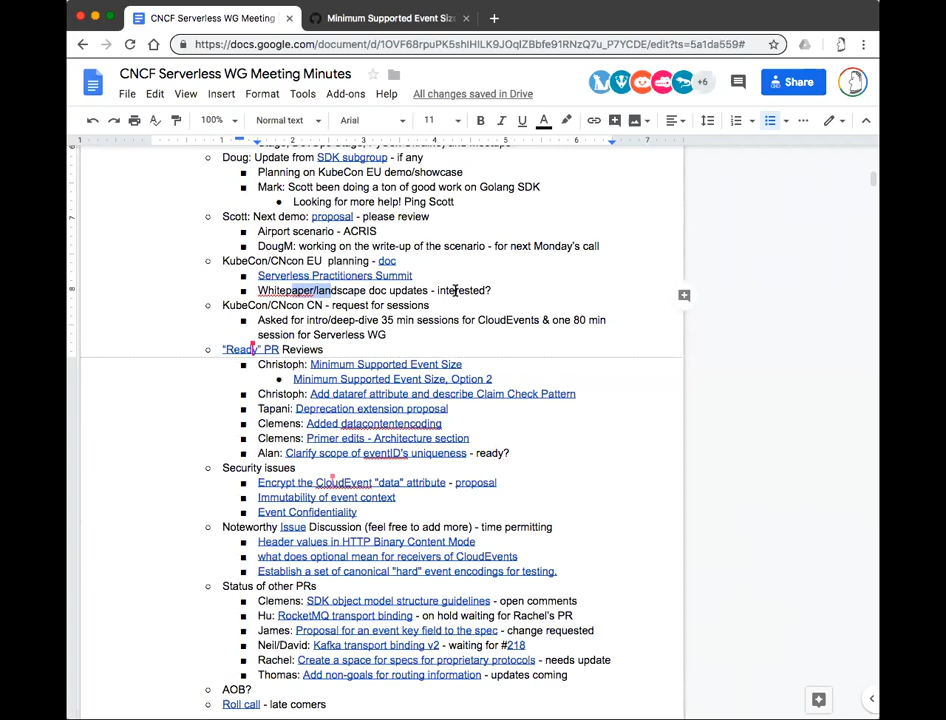 CNCF Serverless WG Meeting
Minimum Supported Event Siz
https://docs.google.com/document/d/1OVF68rpuPK5shIHILK9JOqIZBbfe91RNzQ7u_P7YCDE/edit?ts=5a1da559#
CNCF Serverless WG Meeting Minutes
+6
Share
File Edit View Insert Format Tools Add-ons Help All changes saved in Drive
100% Normal text Arial 11 B I U A
1 1 2 3 4 5 6 7
Doug: Update from SDK subgroup - if any
Planning on KubeCon EU demo/showcase
Mark: Scott been doing a ton of good work on Golang SDK
Looking for more help! Ping Scott
Scott: Next demo: proposal - please review
Airport scenario - ACRIS
DougM: working on the write-up of the scenario - for next Monday's call
KubeCon/CNcon EU planning - doc
Serverless Practitioners Summit
Whitepaper/landscape doc updates - interested?
KubeCon/CNcon CN - request for sessions
Asked for intro/deep-dive 35 min sessions for CloudEvents & one 80 min
session for Serverless WG
"Ready" PR Reviews
Christoph: Minimum Supported Event Size
Minimum Supported Event Size, Option 2
Christoph: Add dataref attribute and describe Claim Check Pattern
Tapani: Deprecation extension proposal
Clemens: Added datacontentencoding
Clemens: Primer edits - Architecture section
Alan: Clarify scope of eventID's uniqueness - ready?
Security issues
Encrypt the CloudEvent "data" attribute - proposal
Immutability of event context
Event Confidentiality
Noteworthy Issue Discussion (feel free to add more) - time permitting
Header values in HTTP Binary Content Mode
what does optional mean for receivers of CloudEvents
Establish a set of canonical "hard" event encodings for testing.
Status of other PRs
Clemens: SDK object model structure guidelines - open comments
Hu: RocketMQ transport binding - on hold waiting for Rachel's PR
James: Proposal for an event key field to the spec - change requested
Neil/David: Kafka transport binding v2 - waiting for #218
Rachel: Create a space for specs for proprietary protocols - needs update
Thomas: Add non-goals for routing information - updates coming
AOB?
Roll call - late comers